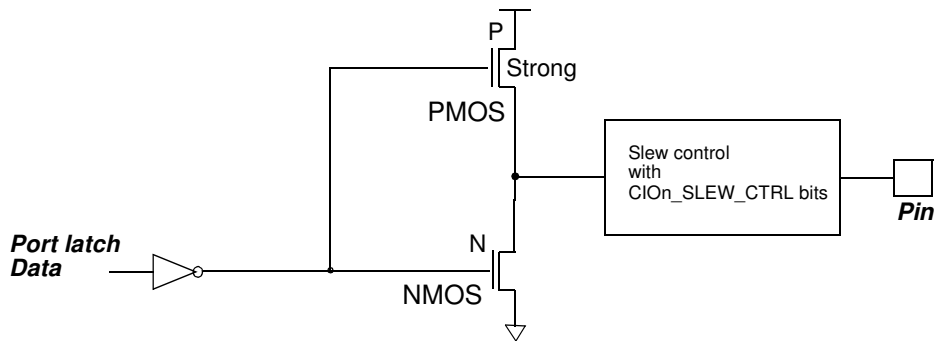 P
Strong
PMOS
Slew control
with
CIOn_SLEW_CTRL bits
Pin
Port latch
Data
N
NMOS